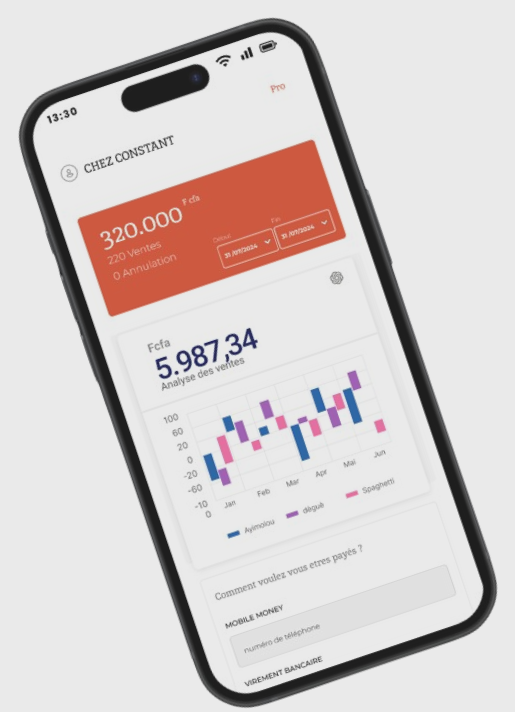 13:30
Pro
CHEZ CONSTANT
320.000 F cfa
220 Ventes
0 Annulation
Début
Fin
31/07/2024
31/07/2024
Fcfa
5.987,34
Analyse des ventes
100
60
20
0
-20
-60
-10
0
Jan
Feb
Mar
Apr
Mai
Jun
Ayimolou
dêguê
Spaghetti
Comment voulez vous etres payés ?
MOBILE MONEY
numéro de téléphone
VIREMENT BANCAIRE